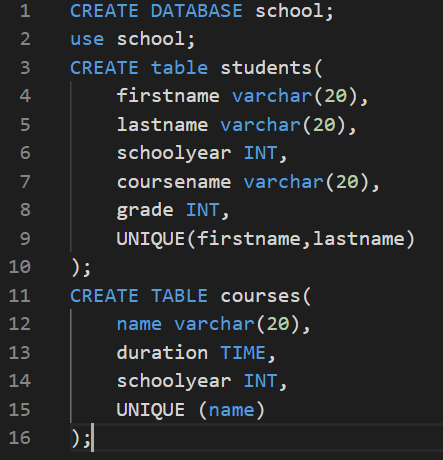 1 CREATE DATABASE school;
2 use school;
3 CREATE table students(
4     firstname varchar(20),
5     lastname varchar(20),
6     schoolyear INT,
7     coursename varchar(20),
8     grade INT,
9     UNIQUE(firstname,lastname)
10 );
11 CREATE TABLE courses(
12     name varchar(20),
13     duration TIME,
14     schoolyear INT,
15     UNIQUE (name)
16 );